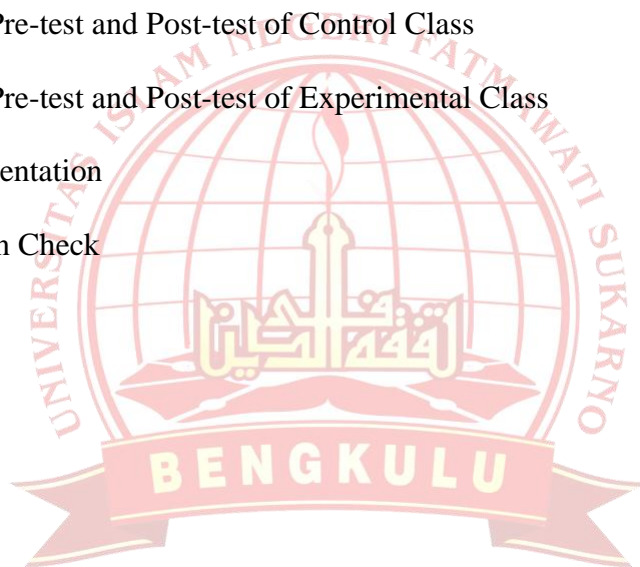 Pre-test and Post-test of Control Class
Pre-test and Post-test of Experimental Class
entation
n Check
UNIVERSITAS ISLAM NEGERI FATMAWATI SUKARNO
BENGKULU